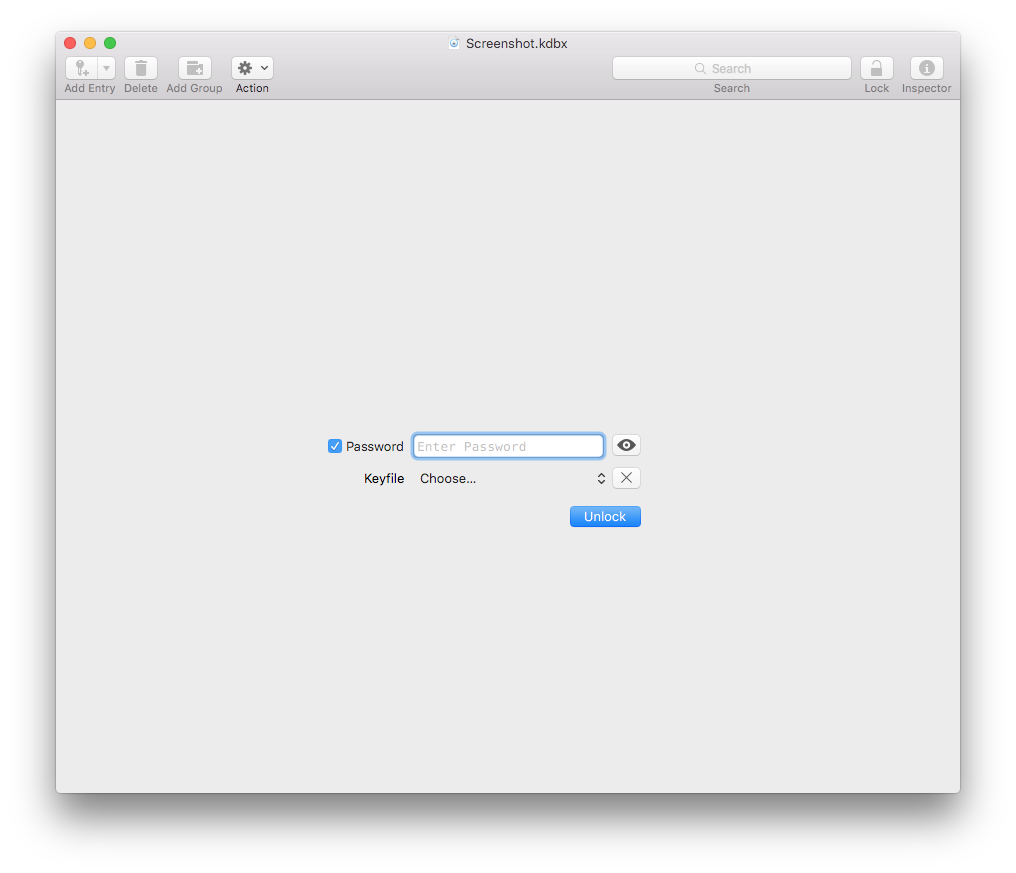 Screenshot.kdbx
Search
Add Entry Delete Add Group Action Search Lock Inspector
Password Enter Password
Keyfile Choose...
Unlock